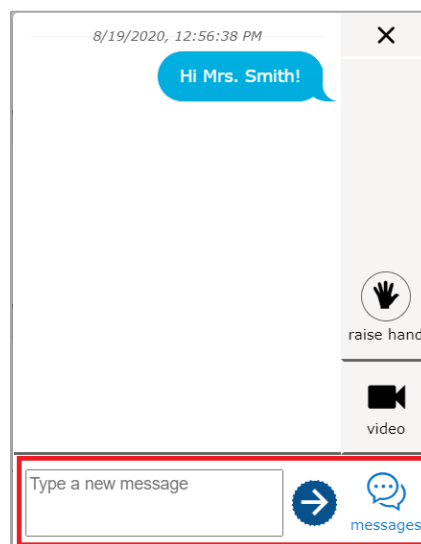 8/19/2020, 12:56:38 PM
Hi Mrs. Smith!
raise hand
video
Type a new message
messages